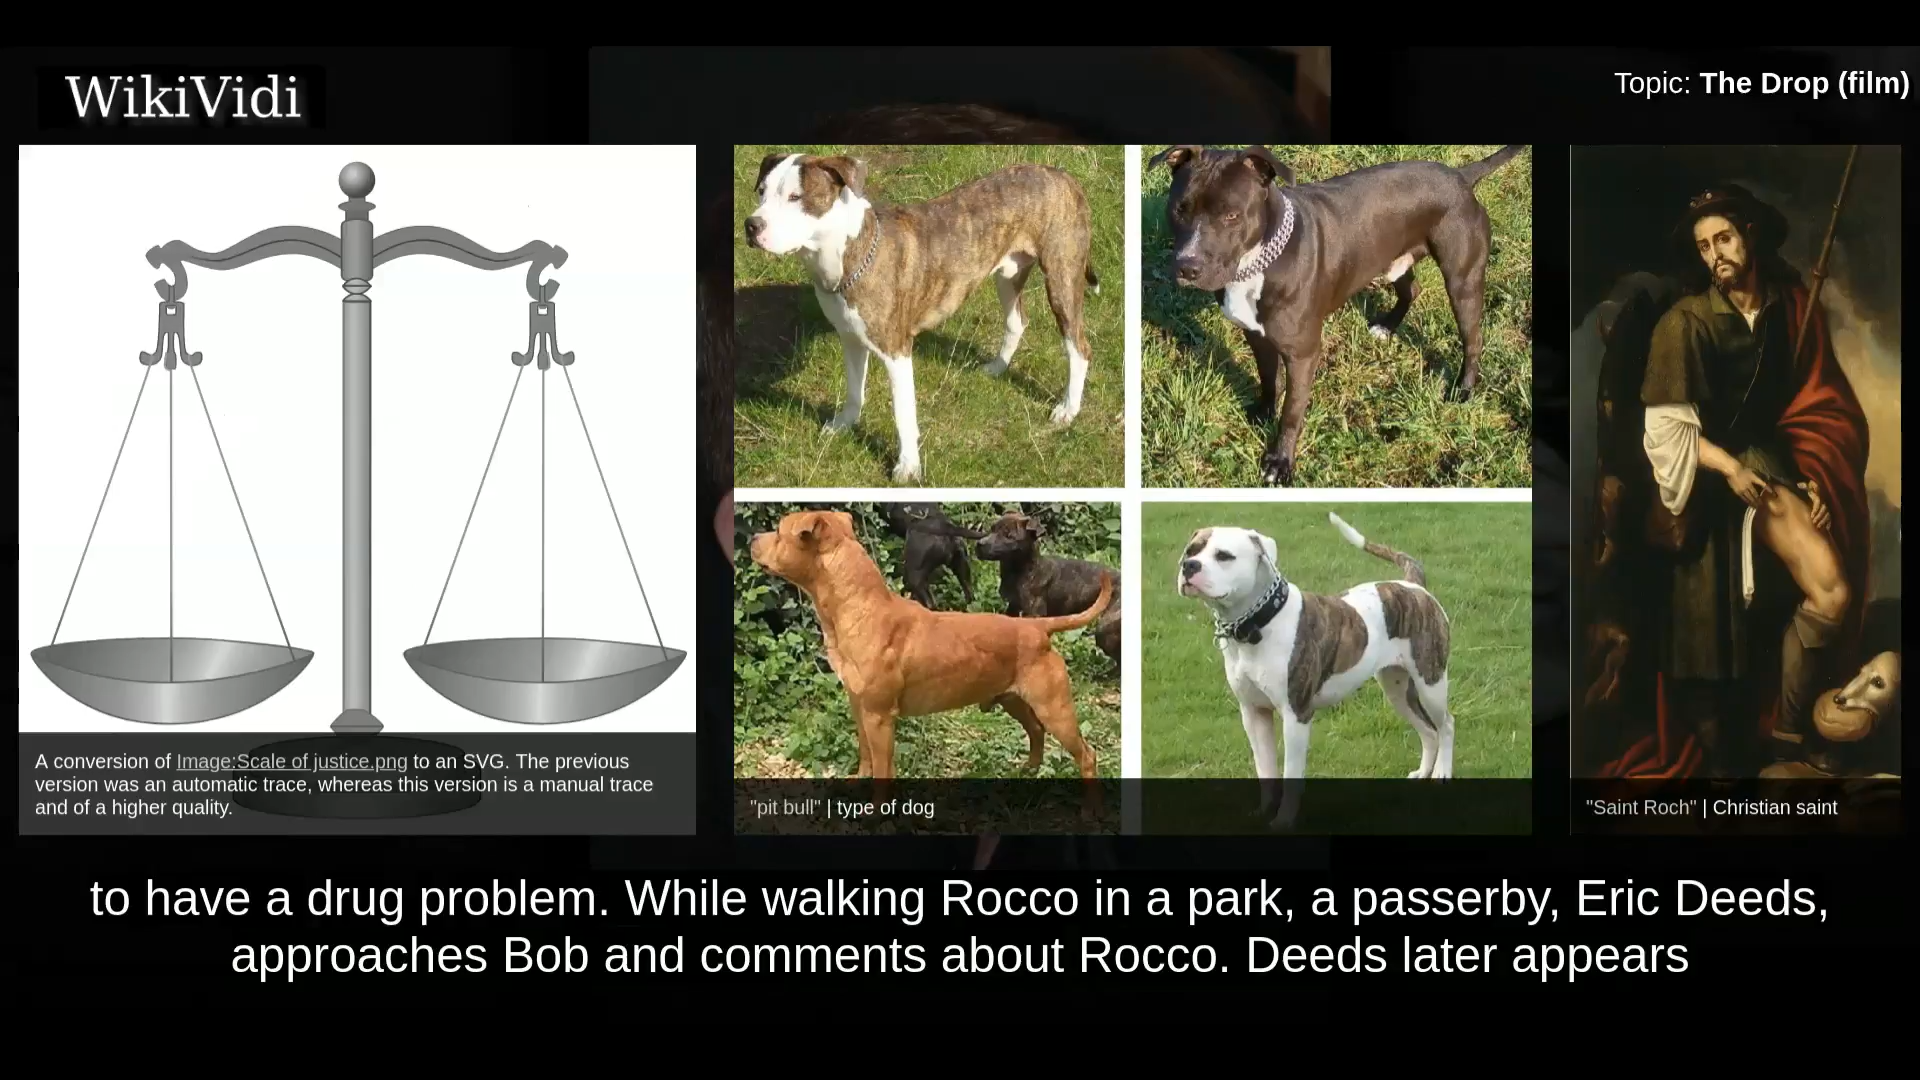 WikiVidi
Topic: The Drop (film)
A conversion of Image:Scale of justice.png to an SVG. The previous
version was an automatic trace, whereas this version is a manual trace
and of a higher quality.
"pit bull" | type of dog
"Saint Roch" | Christian saint
to have a drug problem. While walking Rocco in a park, a passerby, Eric Deeds,
approaches Bob and comments about Rocco. Deeds later appears